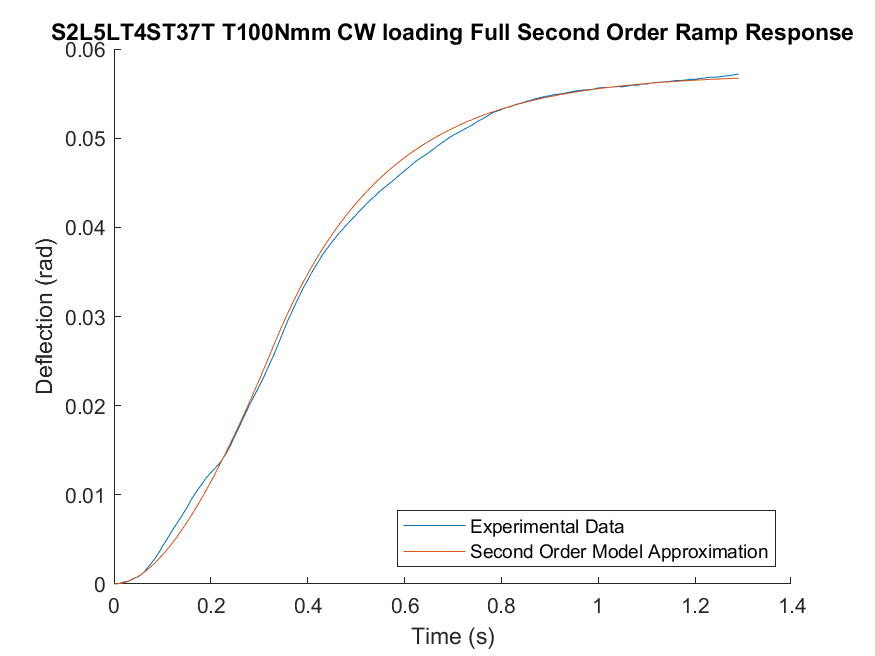 S2L5LT4ST37T T100Nmm CW loading Full Second Order Ramp Response
0.06
0.05
0.04
0.03
0.02
0.01
0
Deflection (rad)
Experimental Data
Second Order Model Approximation
0 0.2 0.4 0.6 0.8 1 1.2 1.4
Time (s)